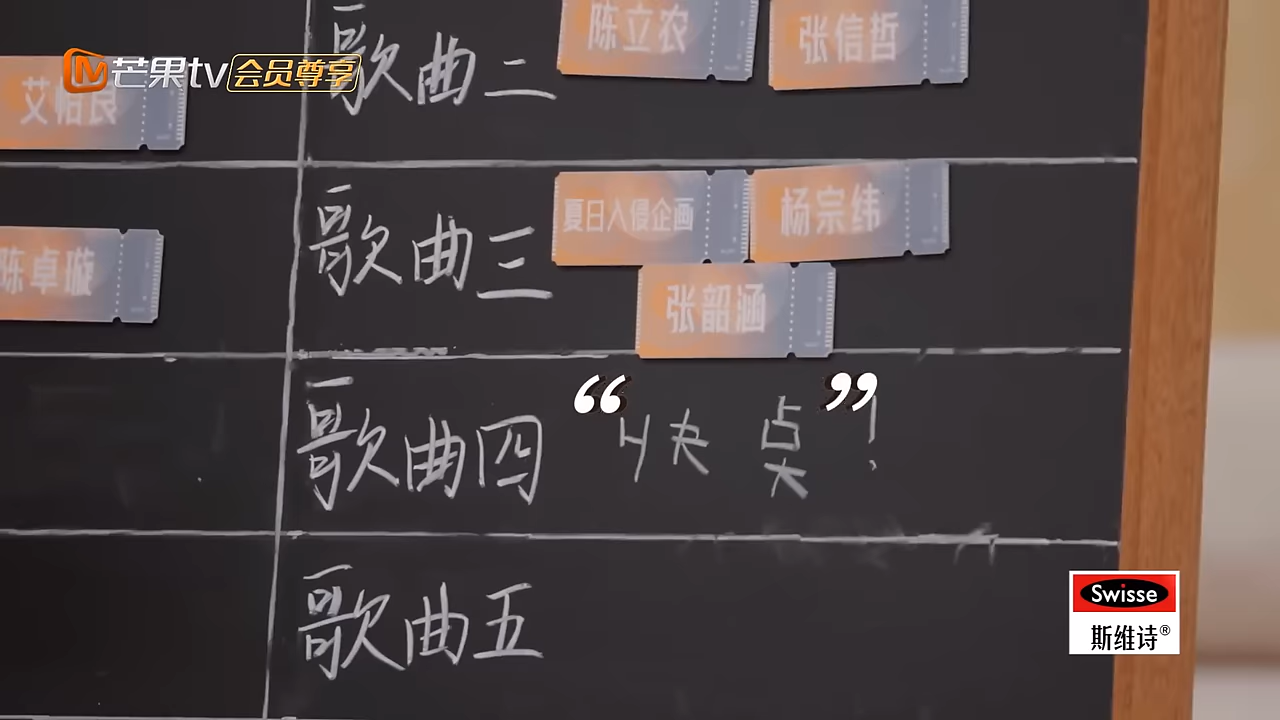 芒果tv 会员尊享
艾怡良
歌曲二 陈立农 张信哲
陈卓璇
歌曲三 夏日入侵企画 杨宗纬
张韶涵
歌曲四 “快点”!
歌曲五
Swisse
斯维诗®